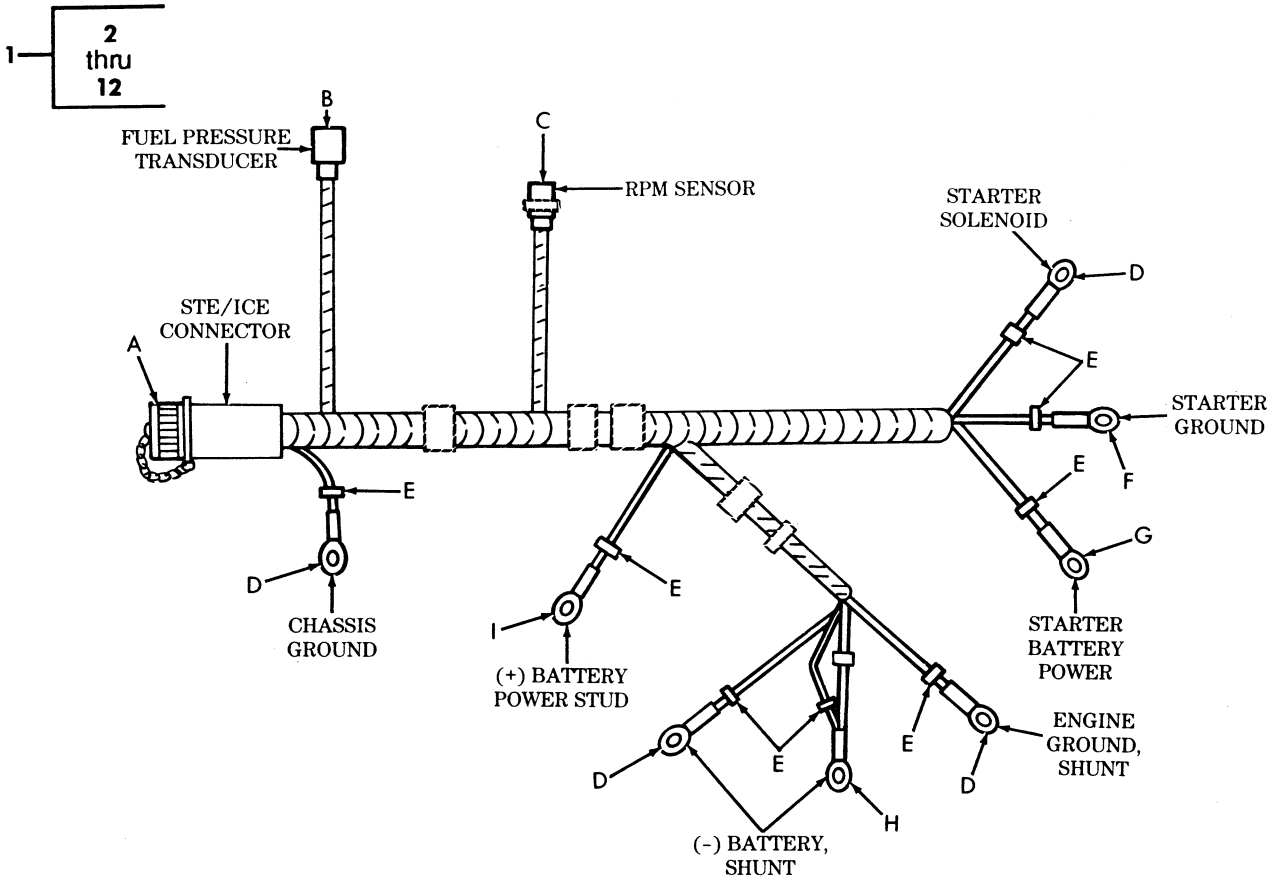 1
2
thru
12
B
FUEL PRESSURE
TRANSDUCER
C
RPM SENSOR
STARTER
SOLENOID
D
STE/ICE
CONNECTOR
A
E
STARTER
GROUND
E
F
E
G
D
CHASSIS
GROUND
E
I
(+) BATTERY
POWER STUD
STARTER
BATTERY
POWER
E
ENGINE
GROUND,
SHUNT
D
E
D
H
(-) BATTERY,
SHUNT